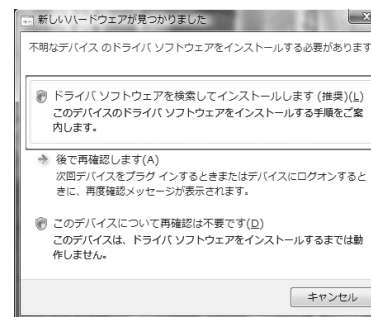 新しいハードウェアが見つかりました
不明なデバイス のドライバ ソフトウェアをインストールする必要があります
ドライバ ソフトウェアを検索してインストールします (推奨)(L)
このデバイスのドライバ ソフトウェアをインストールする手順をご案
内します。
後で再確認します(A)
次回デバイスをプラグ インするときまたはデバイスにログオンすると
きに、再度確認メッセージが表示されます。
このデバイスについて再確認は不要です(D)
このデバイスは、ドライバ ソフトウェアをインストールするまでは動
作しません。
キャンセル